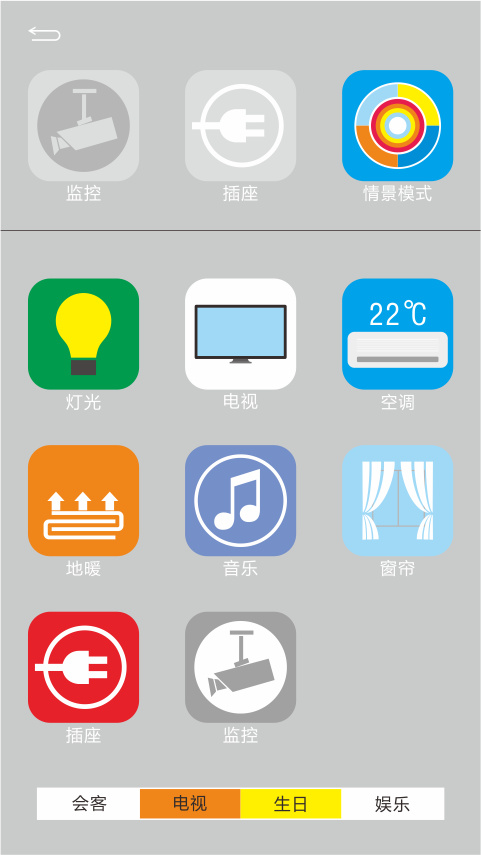 监控 插座 情景模式
22℃
灯光 电视 空调
地暖 音乐 窗帘
插座 监控
会客 电视 生日 娱乐